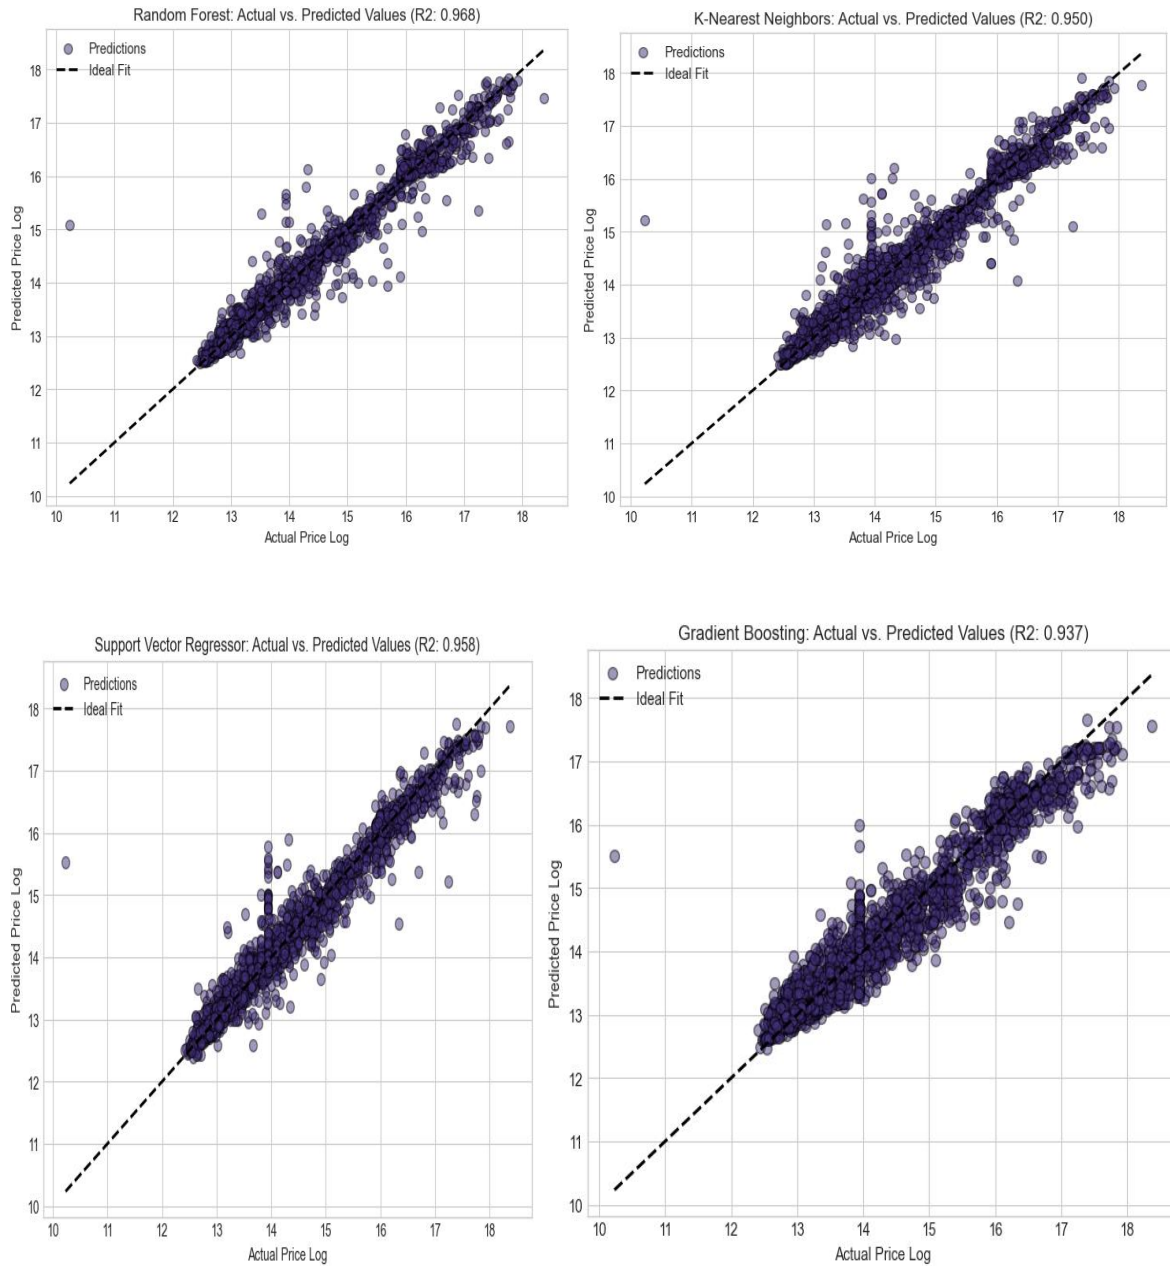 Random Forest: Actual vs. Predicted Values (R2: 0.968)
Predictions
Ideal Fit
18
17
16
15
14
13
12
11
10
Predicted Price Log
10 11 12 13 14 15 16 17 18
Actual Price Log
K-Nearest Neighbors: Actual vs. Predicted Values (R2: 0.950)
Predictions
Ideal Fit
18
17
16
15
14
13
12
11
10
Predicted Price Log
10 11 12 13 14 15 16 17 18
Actual Price Log
Support Vector Regressor: Actual vs. Predicted Values (R2: 0.958)
Predictions
Ideal Fit
18
17
16
15
14
13
12
11
10
Predicted Price Log
10 11 12 13 14 15 16 17 18
Actual Price Log
Gradient Boosting: Actual vs. Predicted Values (R2: 0.937)
Predictions
Ideal Fit
18
17
16
15
14
13
12
11
10
Predicted Price Log
10 11 12 13 14 15 16 17 18
Actual Price Log